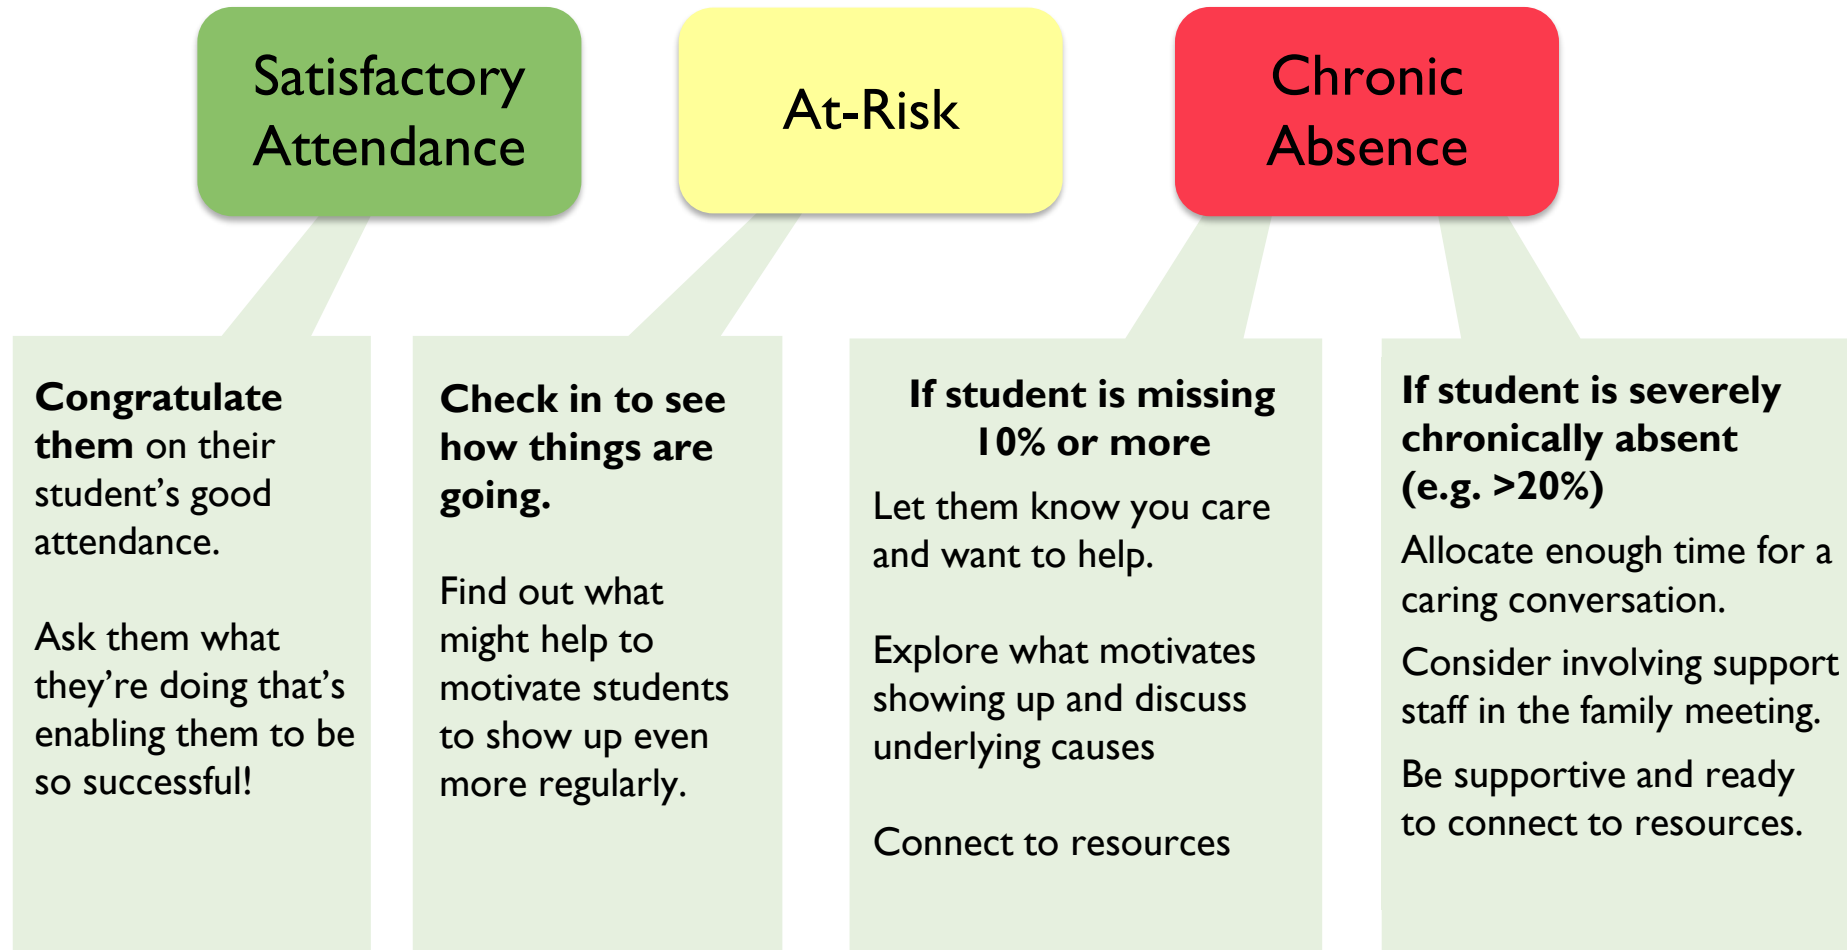 Satisfactory
Attendance
At-Risk
Chronic
Absence
Congratulate
them on their
student’s good
attendance.
Ask them what
they’re doing that’s
enabling them to be
so successful!
Check in to see
how things are
going.
Find out what
might help to
motivate students
to show up even
more regularly.
If student is missing
10% or more
Let them know you care
and want to help.
Explore what motivates
showing up and discuss
underlying causes
Connect to resources
If student is severely
chronically absent
(e.g. >20%)
Allocate enough time for a
caring conversation.
Consider involving support
staff in the family meeting.
Be supportive and ready
to connect to resources.